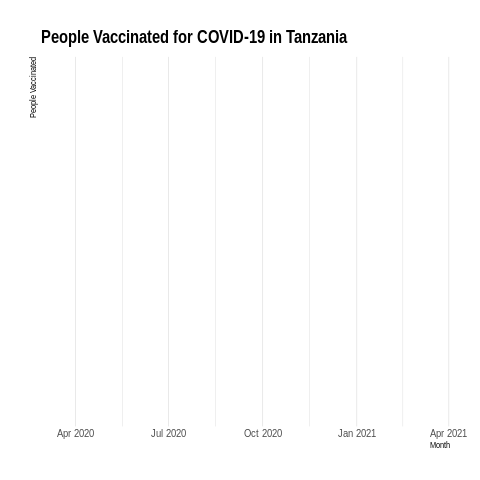 People Vaccinated for COVID-19 in Tanzania
People Vaccinated
Apr 2020 Jul 2020 Oct 2020 Jan 2021 Apr 2021
Month